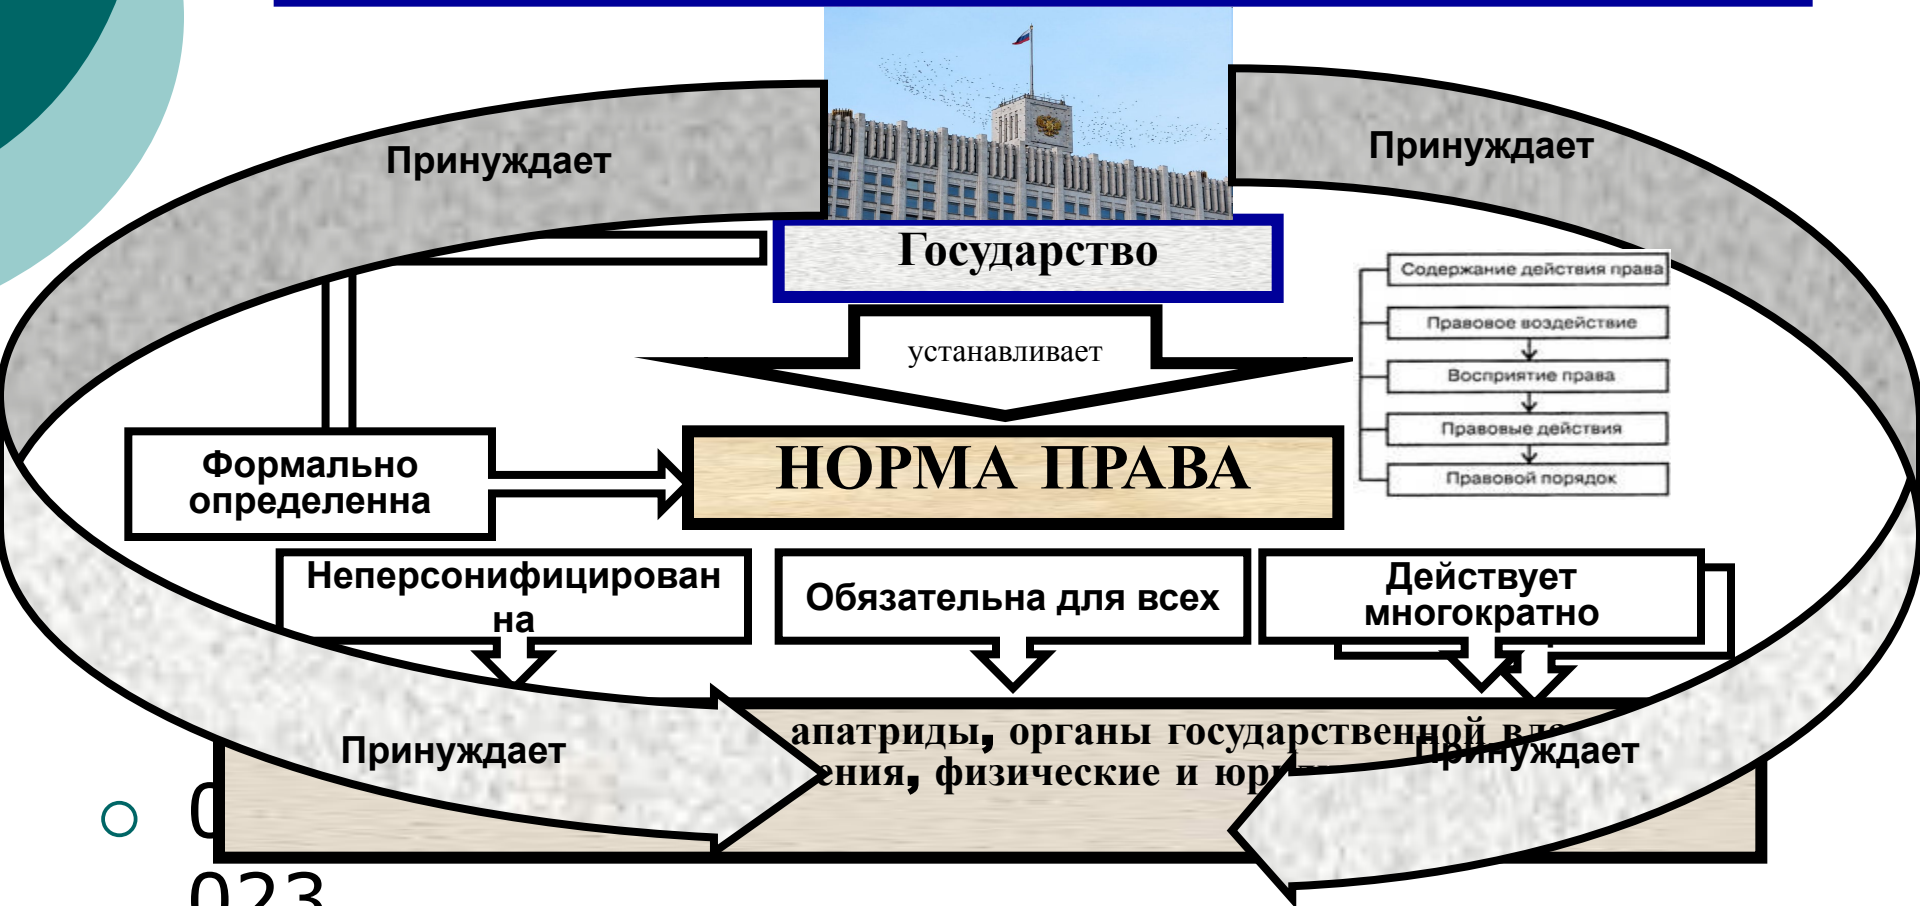 Принуждает
Принуждает
Государство
устанавливает
Содержание действия права
Правовое воздействие
Восприятие права
Правовые действия
Правовой порядок
Формально
определенна
НОРМА ПРАВА
Неперсонифицирован
на
Обязательна для всех
Действует
многократно
апатриды, органы государственной
физические и
Принуждает
Принуждает
023